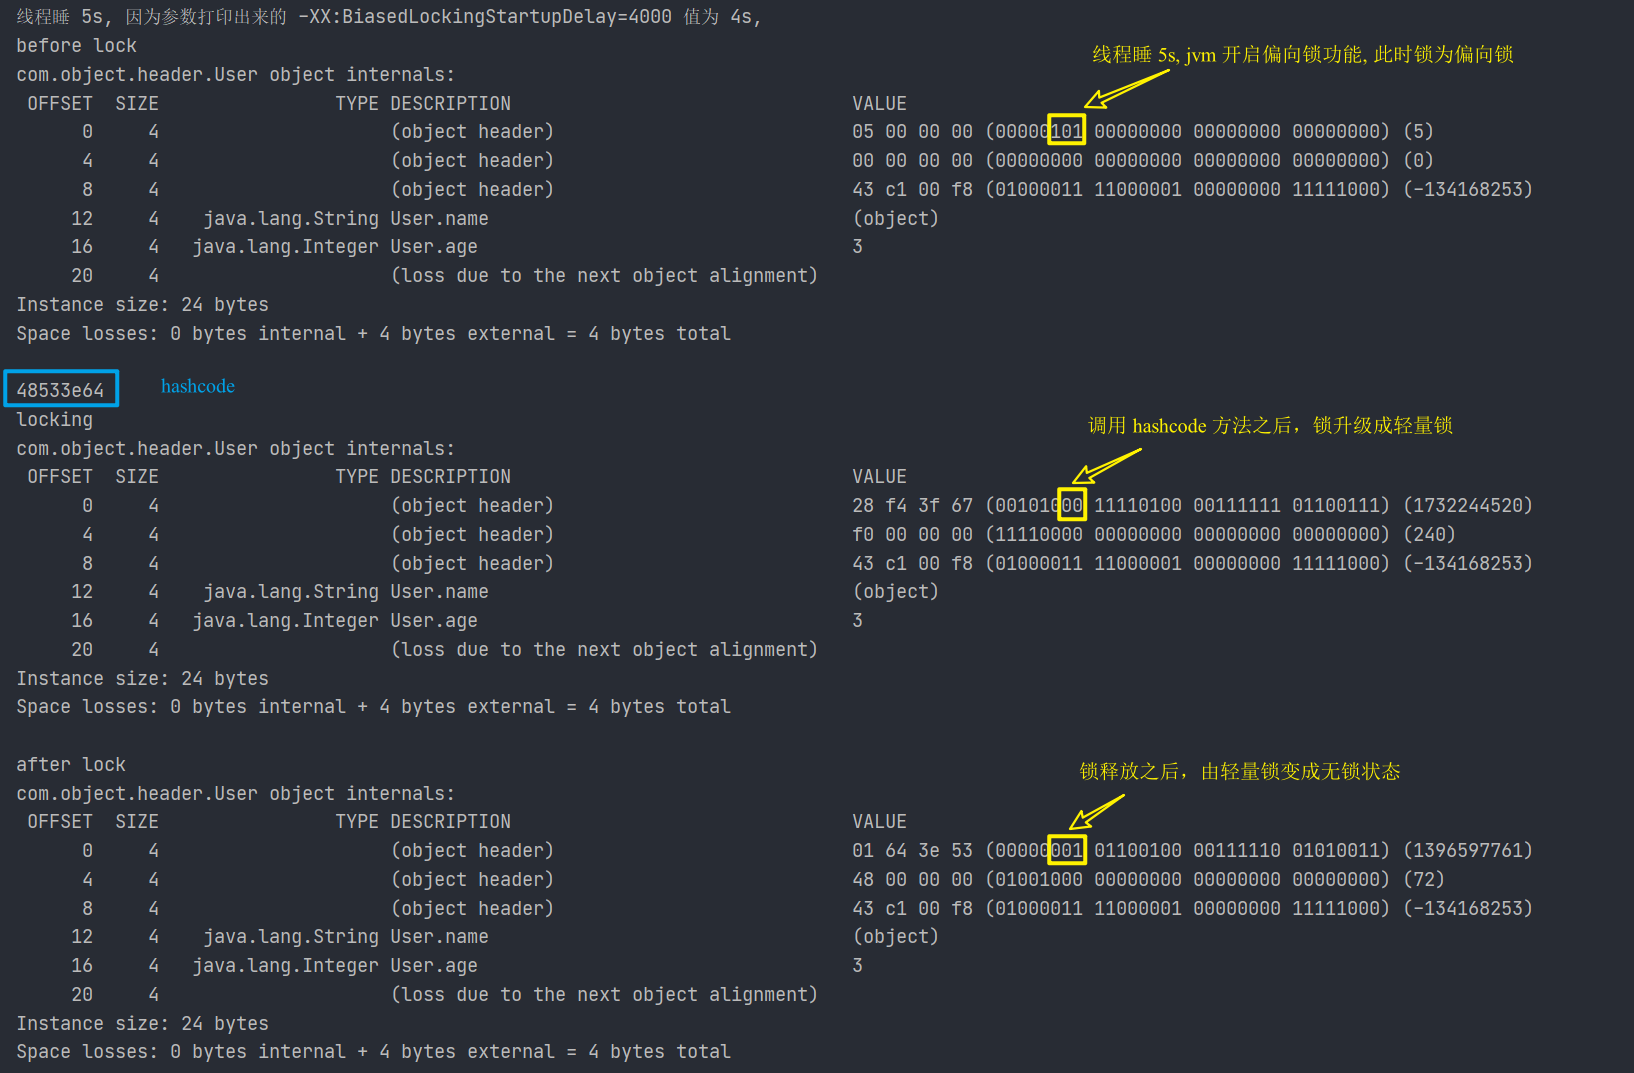 线程睡 5s, 因为参数打印出来的 -XX:BiasedLockingStartupDelay=4000 值为 4s,
before lock
线程睡 5s, jvm 开启偏向锁功能, 此时锁为偏向锁
com.object.header.User object internals:
OFFSET SIZE TYPE DESCRIPTION VALUE
0 4 (object header) 05 00 00 00 (00000101 00000000 00000000 00000000) (5)
4 4 (object header) 00 00 00 00 (00000000 00000000 00000000 00000000) (0)
8 4 (object header) 43 c1 00 f8 (01000011 11000001 00000000 11111000) (-134168253)
12 4 java.lang.String User.name (object)
16 4 java.lang.Integer User.age 3
20 4 (loss due to the next object alignment)
Instance size: 24 bytes
Space losses: 0 bytes internal + 4 bytes external = 4 bytes total
48533e64 hashcode
locking
调用 hashcode 方法之后，锁升级成轻量锁
com.object.header.User object internals:
OFFSET SIZE TYPE DESCRIPTION VALUE
0 4 (object header) 28 f4 3f 67 (00101000 11110100 00111111 01100111) (1732244520)
4 4 (object header) f0 00 00 00 (11110000 00000000 00000000 00000000) (240)
8 4 (object header) 43 c1 00 f8 (01000011 11000001 00000000 11111000) (-134168253)
12 4 java.lang.String User.name (object)
16 4 java.lang.Integer User.age 3
20 4 (loss due to the next object alignment)
Instance size: 24 bytes
Space losses: 0 bytes internal + 4 bytes external = 4 bytes total
after lock
锁释放之后，由轻量锁变成无锁状态
com.object.header.User object internals:
OFFSET SIZE TYPE DESCRIPTION VALUE
0 4 (object header) 01 64 3e 53 (00000001 01100100 00111110 01010011) (1396597761)
4 4 (object header) 48 00 00 00 (01001000 00000000 00000000 00000000) (72)
8 4 (object header) 43 c1 00 f8 (01000011 11000001 00000000 11111000) (-134168253)
12 4 java.lang.String User.name (object)
16 4 java.lang.Integer User.age 3
20 4 (loss due to the next object alignment)
Instance size: 24 bytes
Space losses: 0 bytes internal + 4 bytes external = 4 bytes total